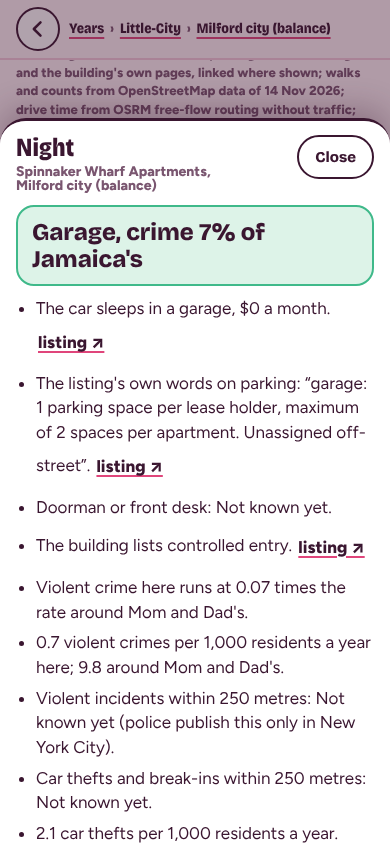 Years › Little-City › Milford city (balance)
and the building's own pages, linked where shown; walks
and counts from OpenStreetMap data of 14 Nov 2026;
drive time from OSRM free-flow routing without traffic;
Night
Close
Spinnaker Wharf Apartments,
Milford city (balance)
Garage, crime 7% of
Jamaica's
• The car sleeps in a garage, $0 a month.
listing ↗
• The listing's own words on parking: “garage:
1 parking space per lease holder, maximum
of 2 spaces per apartment. Unassigned off-
street”. listing ↗
• Doorman or front desk: Not known yet.
• The building lists controlled entry. listing ↗
• Violent crime here runs at 0.07 times the
rate around Mom and Dad's.
• 0.7 violent crimes per 1,000 residents a year
here; 9.8 around Mom and Dad's.
• Violent incidents within 250 metres: Not
known yet (police publish this only in New
York City).
• Car thefts and break-ins within 250 metres:
Not known yet.
• 2.1 car thefts per 1,000 residents a year.